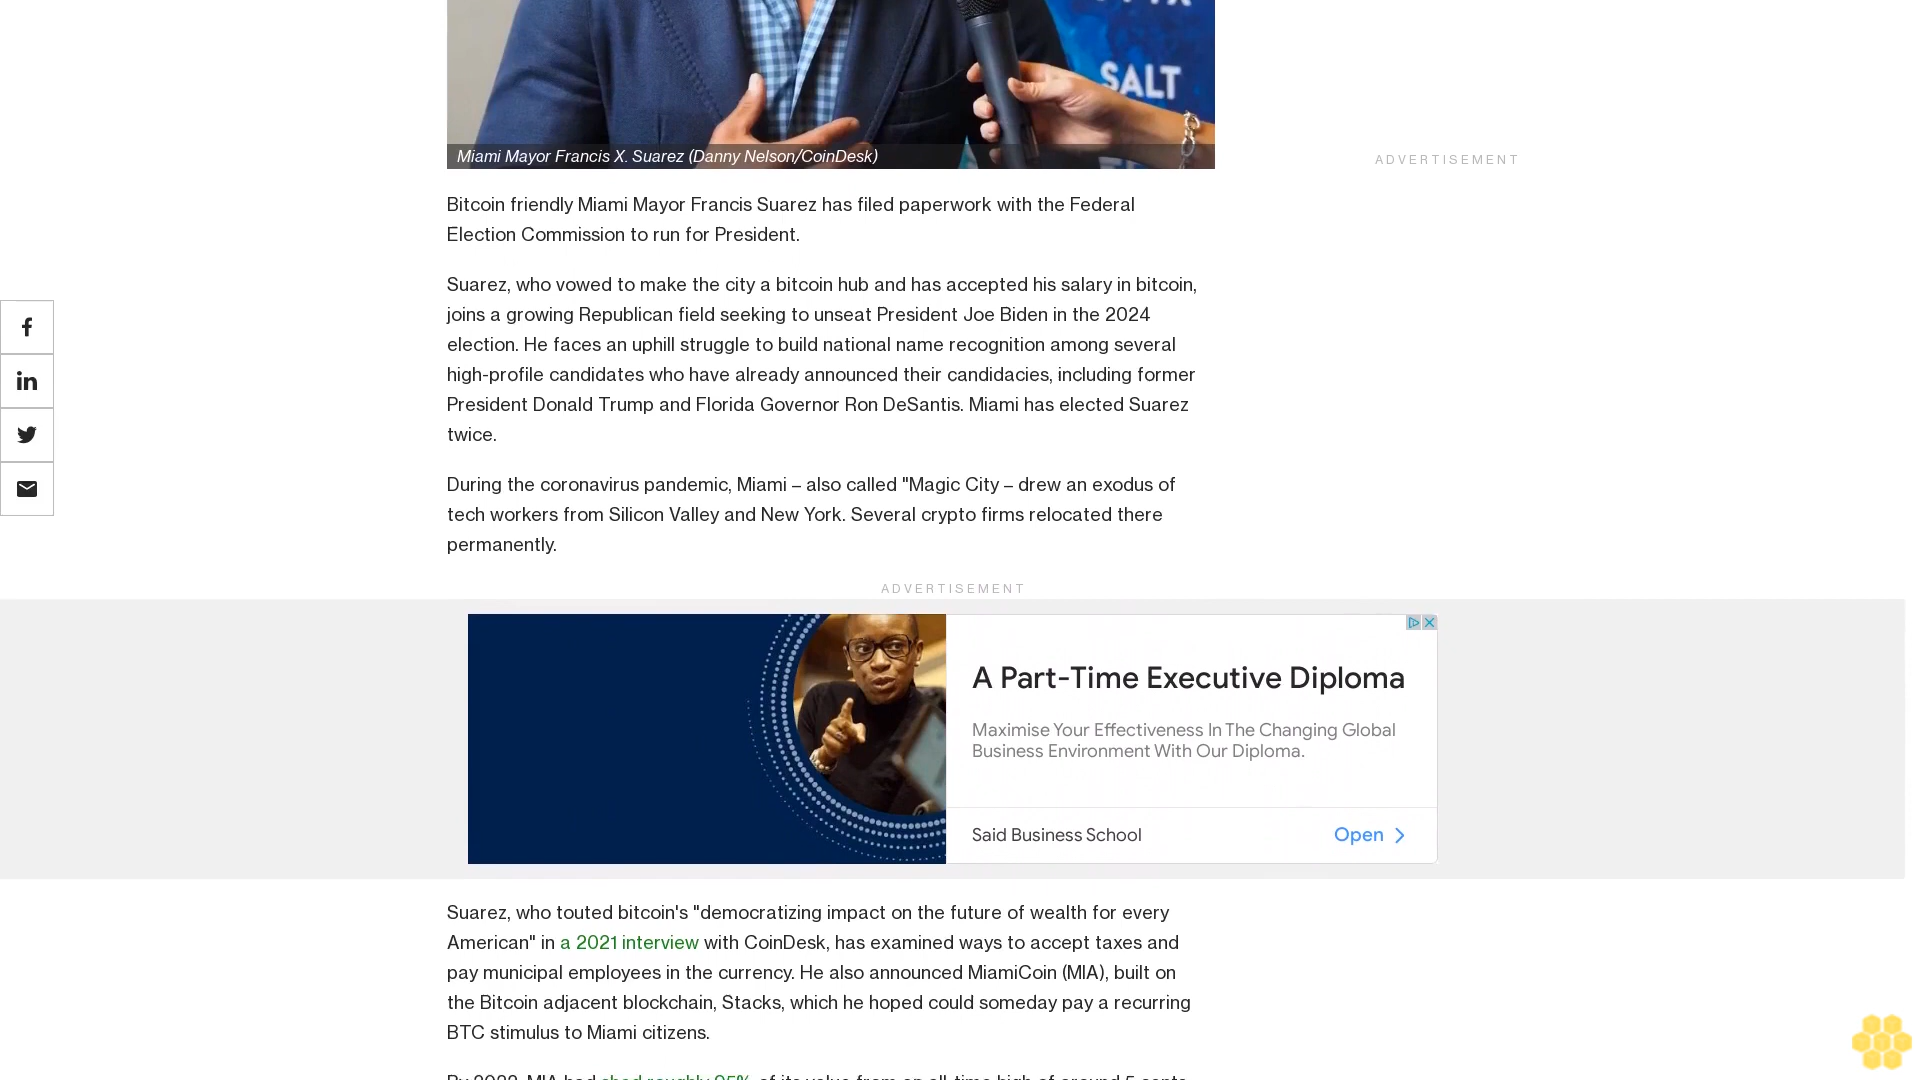 SALT
Miami Mayor Francis X. Suarez (Danny Nelson/CoinDesk)
ADVERTISEMENT
Bitcoin friendly Miami Mayor Francis Suarez has filed paperwork with the Federal
Election Commission to run for President.
Suarez, who vowed to make the city a bitcoin hub and has accepted his salary in bitcoin,
joins a growing Republican field seeking to unseat President Joe Biden in the 2024
election. He faces an uphill struggle to build national name recognition among several
high-profile candidates who have already announced their candidacies, including former
President Donald Trump and Florida Governor Ron DeSantis. Miami has elected Suarez
twice.
During the coronavirus pandemic, Miami – also called "Magic City – drew an exodus of
tech workers from Silicon Valley and New York. Several crypto firms relocated there
permanently.
ADVERTISEMENT
A Part-Time Executive Diploma
Maximise Your Effectiveness In The Changing Global
Business Environment With Our Diploma.
Said Business School
Open
Suarez, who touted bitcoin's "democratizing impact on the future of wealth for every
American" in a 2021 interview with CoinDesk, has examined ways to accept taxes and
pay municipal employees in the currency. He also announced MiamiCoin (MIA), built on
the Bitcoin adjacent blockchain, Stacks, which he hoped could someday pay a recurring
BTC stimulus to Miami citizens.
By 2022, MIA had shed roughly 95% of its value from an all-time high of around 5 cents